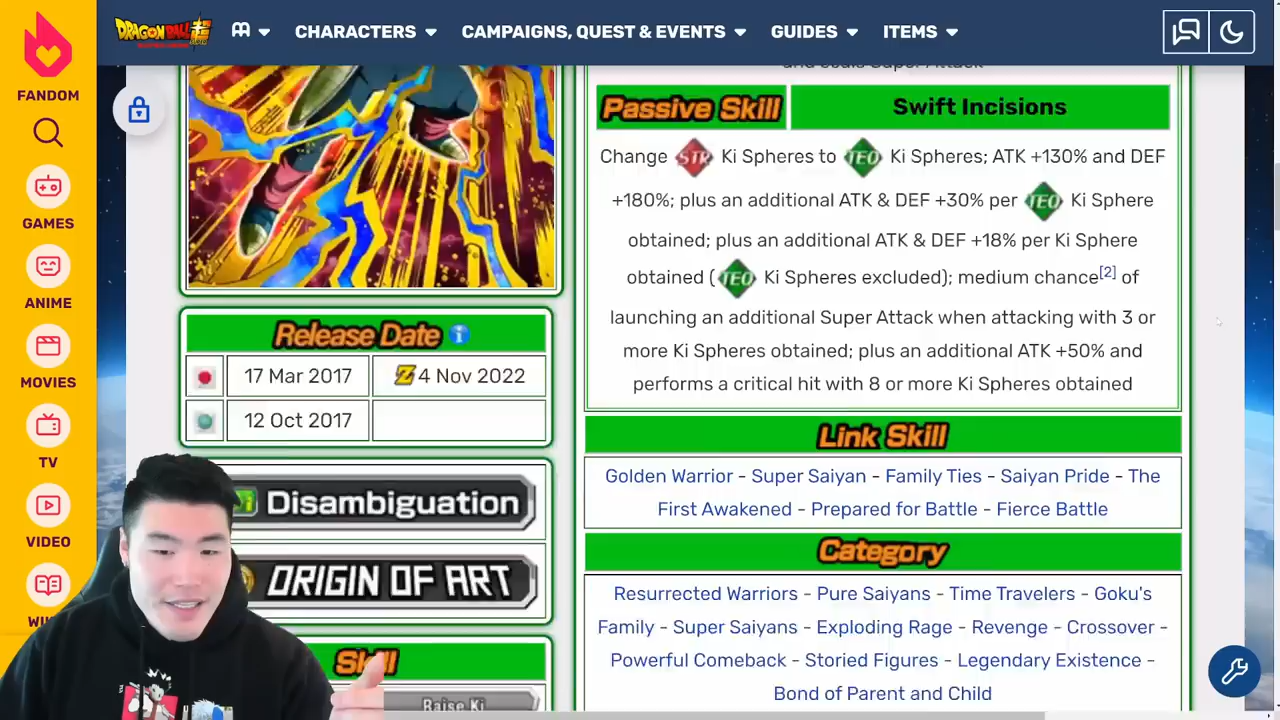 DRAGON BALL
CHARACTERS
CAMPAIGNS, QUEST & EVENTS
GUIDES
ITEMS
FANDOM
GAMES
ANIME
MOVIES
TV
VIDEO
Passive Skill
Swift Incisions
Change STR Ki Spheres to TEQ Ki Spheres; ATK +130% and DEF
+180%; plus an additional ATK & DEF +30% per TEQ Ki Sphere
obtained; plus an additional ATK & DEF +18% per Ki Sphere
obtained (TEQ Ki Spheres excluded); medium chance[2] of
launching an additional Super Attack when attacking with 3 or
more Ki Spheres obtained; plus an additional ATK +50% and
performs a critical hit with 8 or more Ki Spheres obtained
Release Date
17 Mar 2017 Z 4 Nov 2022
12 Oct 2017
Disambiguation
ORIGIN OF ART
Skill
Raise Ki
Link Skill
Golden Warrior - Super Saiyan - Family Ties - Saiyan Pride - The
First Awakened - Prepared for Battle - Fierce Battle
Category
Resurrected Warriors - Pure Saiyans - Time Travelers - Goku's
Family - Super Saiyans - Exploding Rage - Revenge - Crossover -
Powerful Comeback - Storied Figures - Legendary Existence -
Bond of Parent and Child